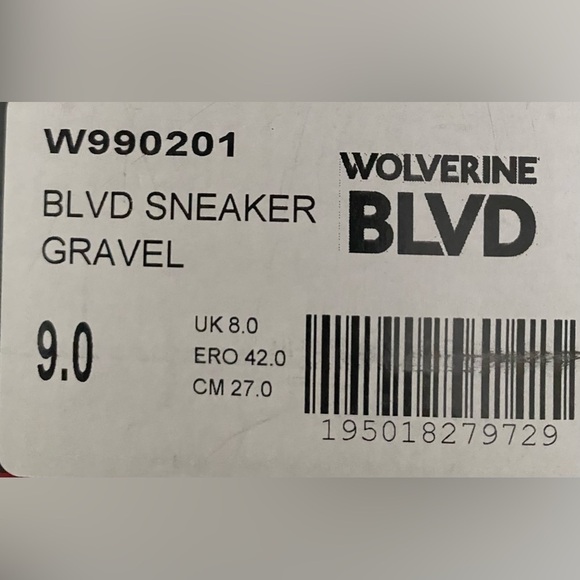 W990201
WOLVERINE
BLVD
BLVD SNEAKER
GRAVEL
9.0
UK 8.0
ERO 42.0
CM 27.0
195018279729